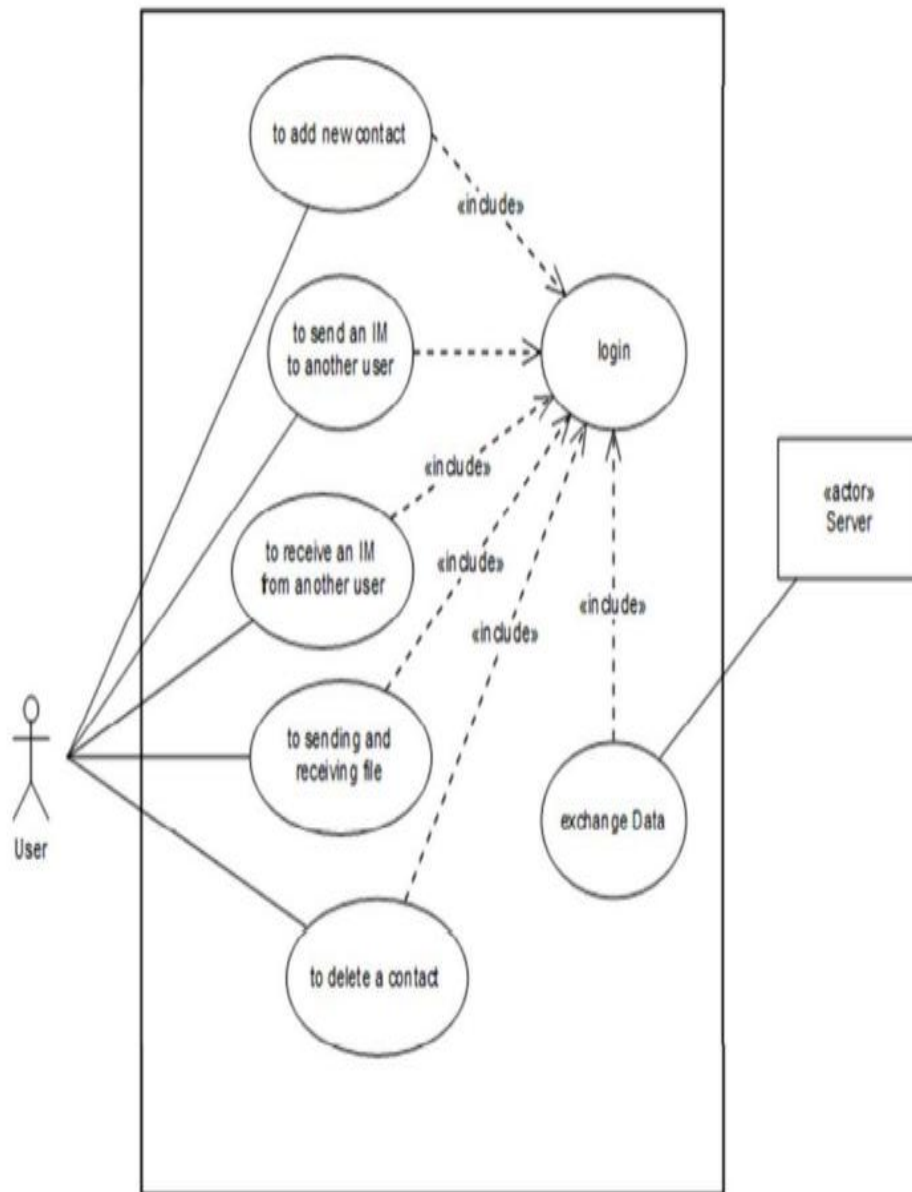 to add new contact
«include»
to send an IM
to another user
login
«include»
«actor»
Server
to receive an IM
from another user
«include»
«include»
«include»
to sending and
receiving file
User
exchange Data
to delete a contact